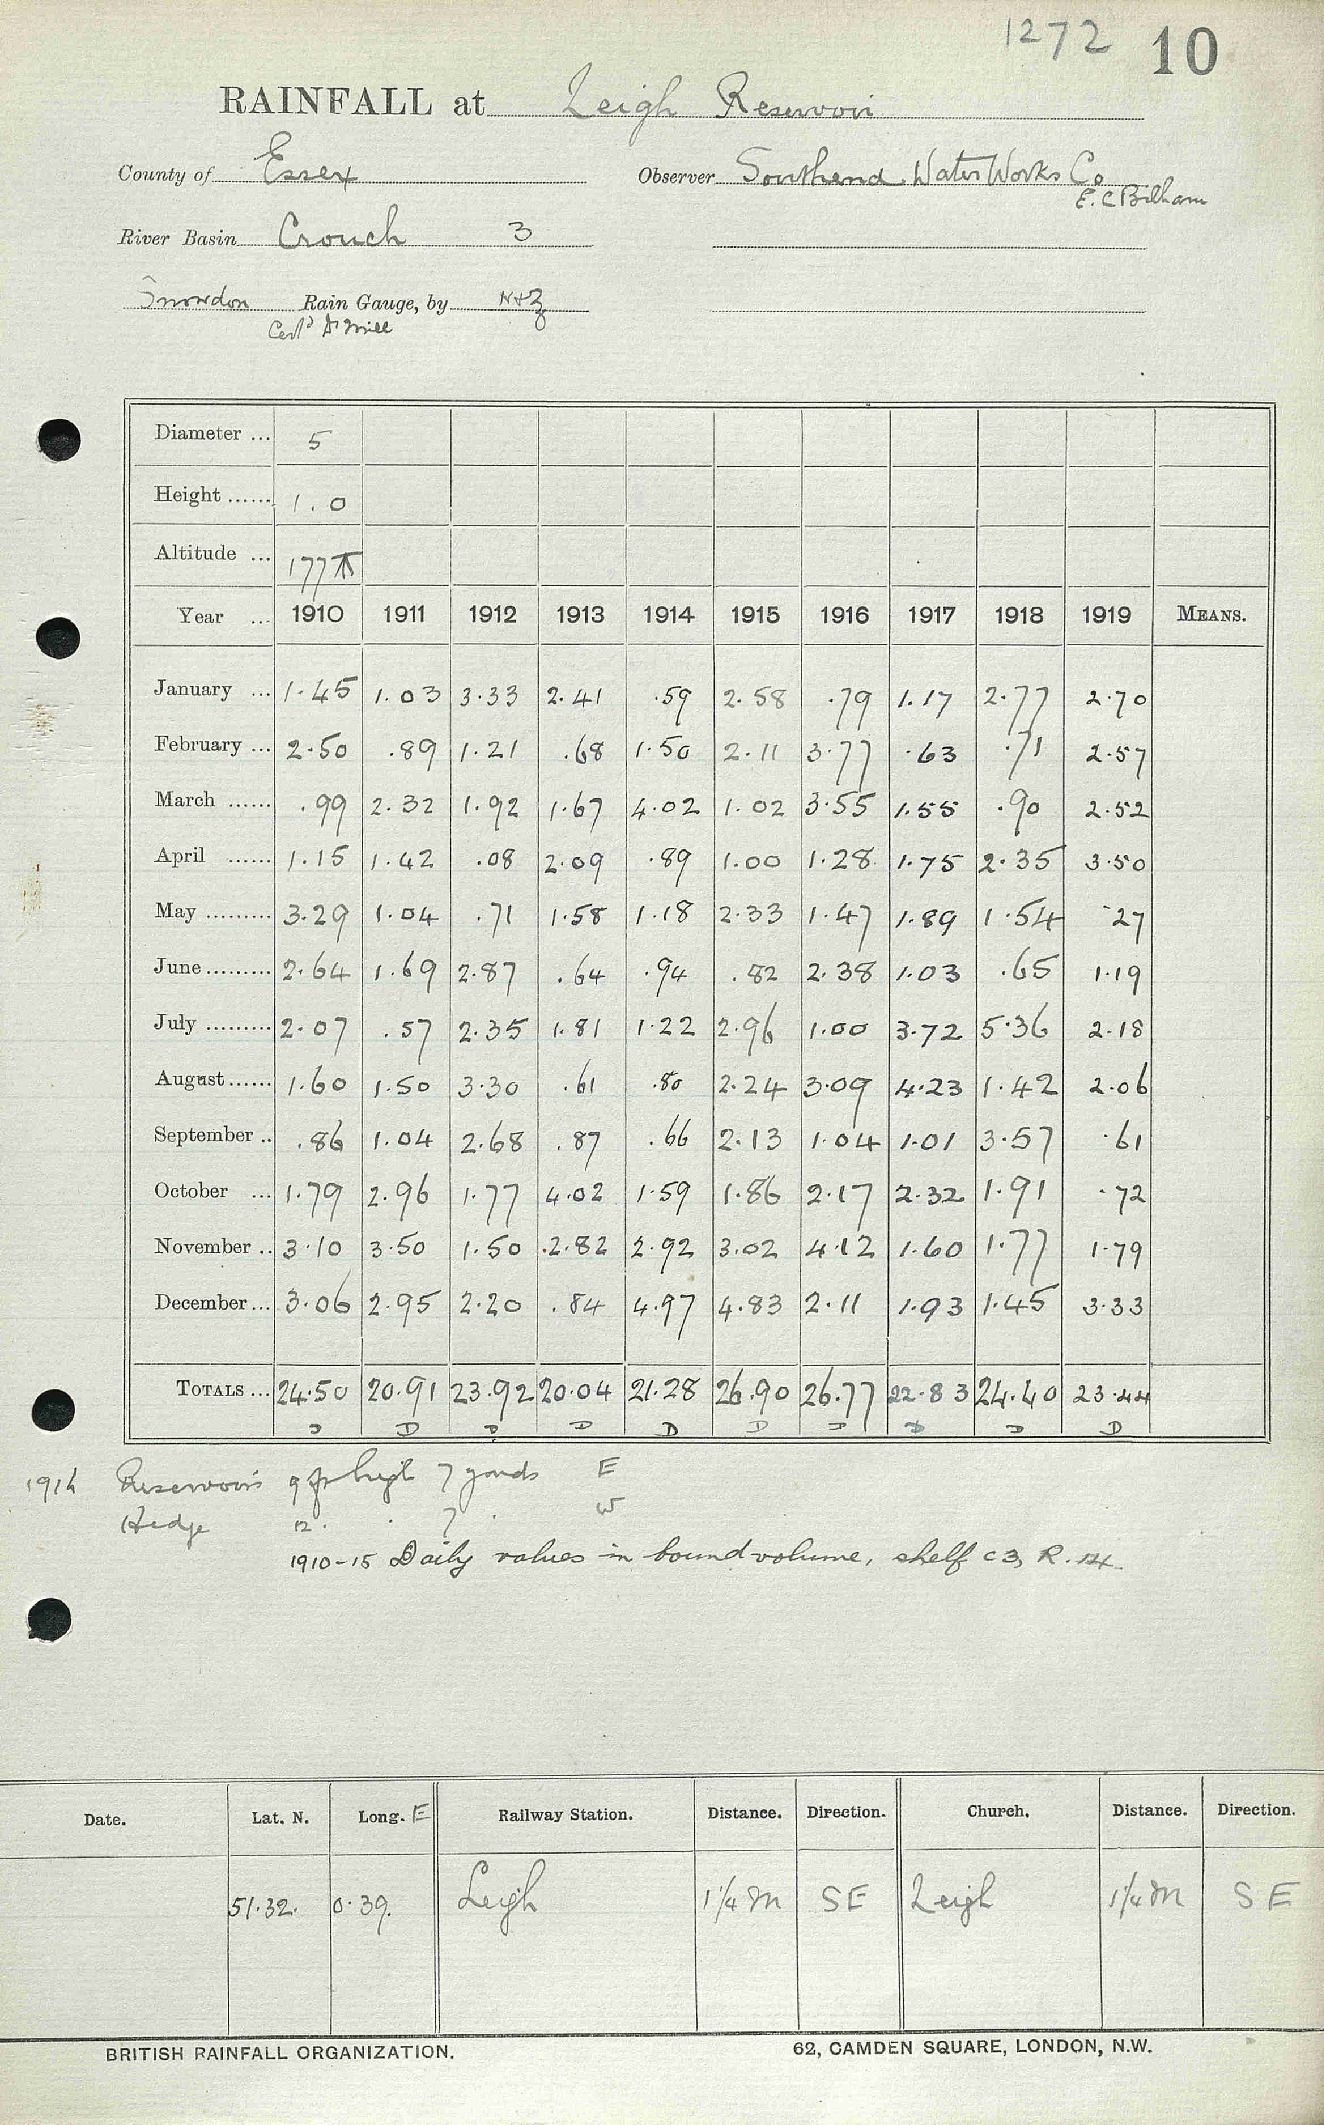 1272 10
RAINFALL at Leigh Reservoir
County of Essex Observer Southend Water Works Co
E. C Bilham
River Basin Crouch 3
Snowdon Rain Gauge, by N+Z
Cert'd Dr Mill
Diameter ... 5
Height ...... 1.0
Altitude ... 177
Year ... 1910 1911 1912 1913 1914 1915 1916 1917 1918 1919 MEANS.
January ... 1.45 1.03 3.33 2.41 .59 2.58 .79 1.17 2.77 2.70
February ... 2.50 .89 1.21 .68 1.50 2.11 3.77 .63 .71 2.57
March ...... .99 2.32 1.92 1.67 4.02 1.02 3.55 1.55 .90 2.52
April ...... 1.15 1.42 .08 2.09 .89 1.00 1.28 1.75 2.35 3.50
May ......... 3.29 1.04 .71 1.58 1.18 2.33 1.47 1.89 1.54 .27
June ......... 2.64 1.69 2.87 .64 .94 .82 2.38 1.03 .65 1.19
July ......... 2.07 .57 2.35 1.81 1.22 2.96 1.00 3.72 5.36 2.18
August ...... 1.60 1.50 3.30 .61 .80 2.24 3.09 4.23 1.42 2.06
September .. .86 1.04 2.68 .87 .66 2.13 1.04 1.01 3.57 .61
October ... 1.79 2.96 1.77 4.02 1.59 1.86 2.17 2.32 1.91 .72
November .. 3.10 3.50 1.50 2.82 2.92 3.02 4.12 1.60 1.77 1.79
December ... 3.06 2.95 2.20 .84 4.97 4.83 2.11 1.93 1.45 3.33
TOTALS ... 24.50 20.91 23.92 20.04 21.28 26.90 26.77 22.83 24.40 23.44
D D D D D D D D D D
1914 Reservoir 9 ft high 7 yards E
Hedge 12 . . 7 . W
1910-15 Daily values in bound volume, shelf C3, R.
Date. Lat. N. Long. E Railway Station. Distance. Direction. Church. Distance. Direction.
51.32. 0.39. Leigh 1¼ m SE Leigh 1¼ m SE
BRITISH RAINFALL ORGANIZATION. 62, CAMDEN SQUARE, LONDON, N.W.